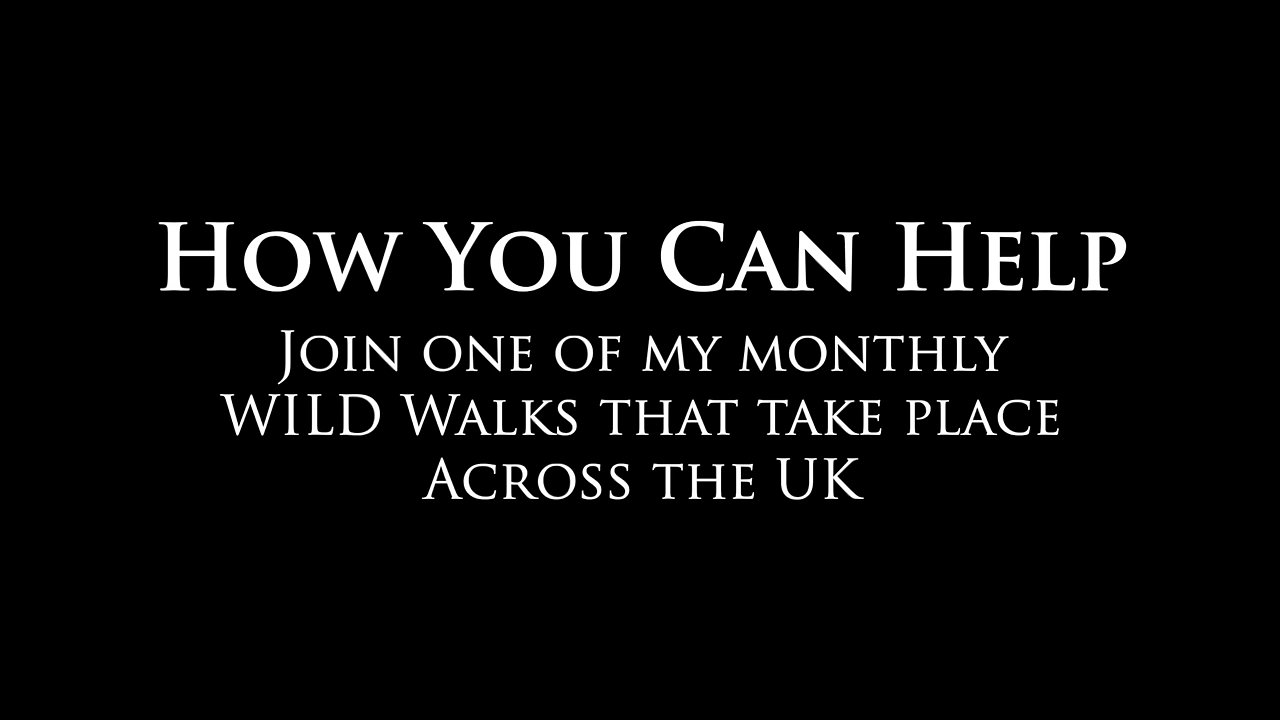 How You Can Help
Join one of my monthly
WILD Walks that take place
Across the UK